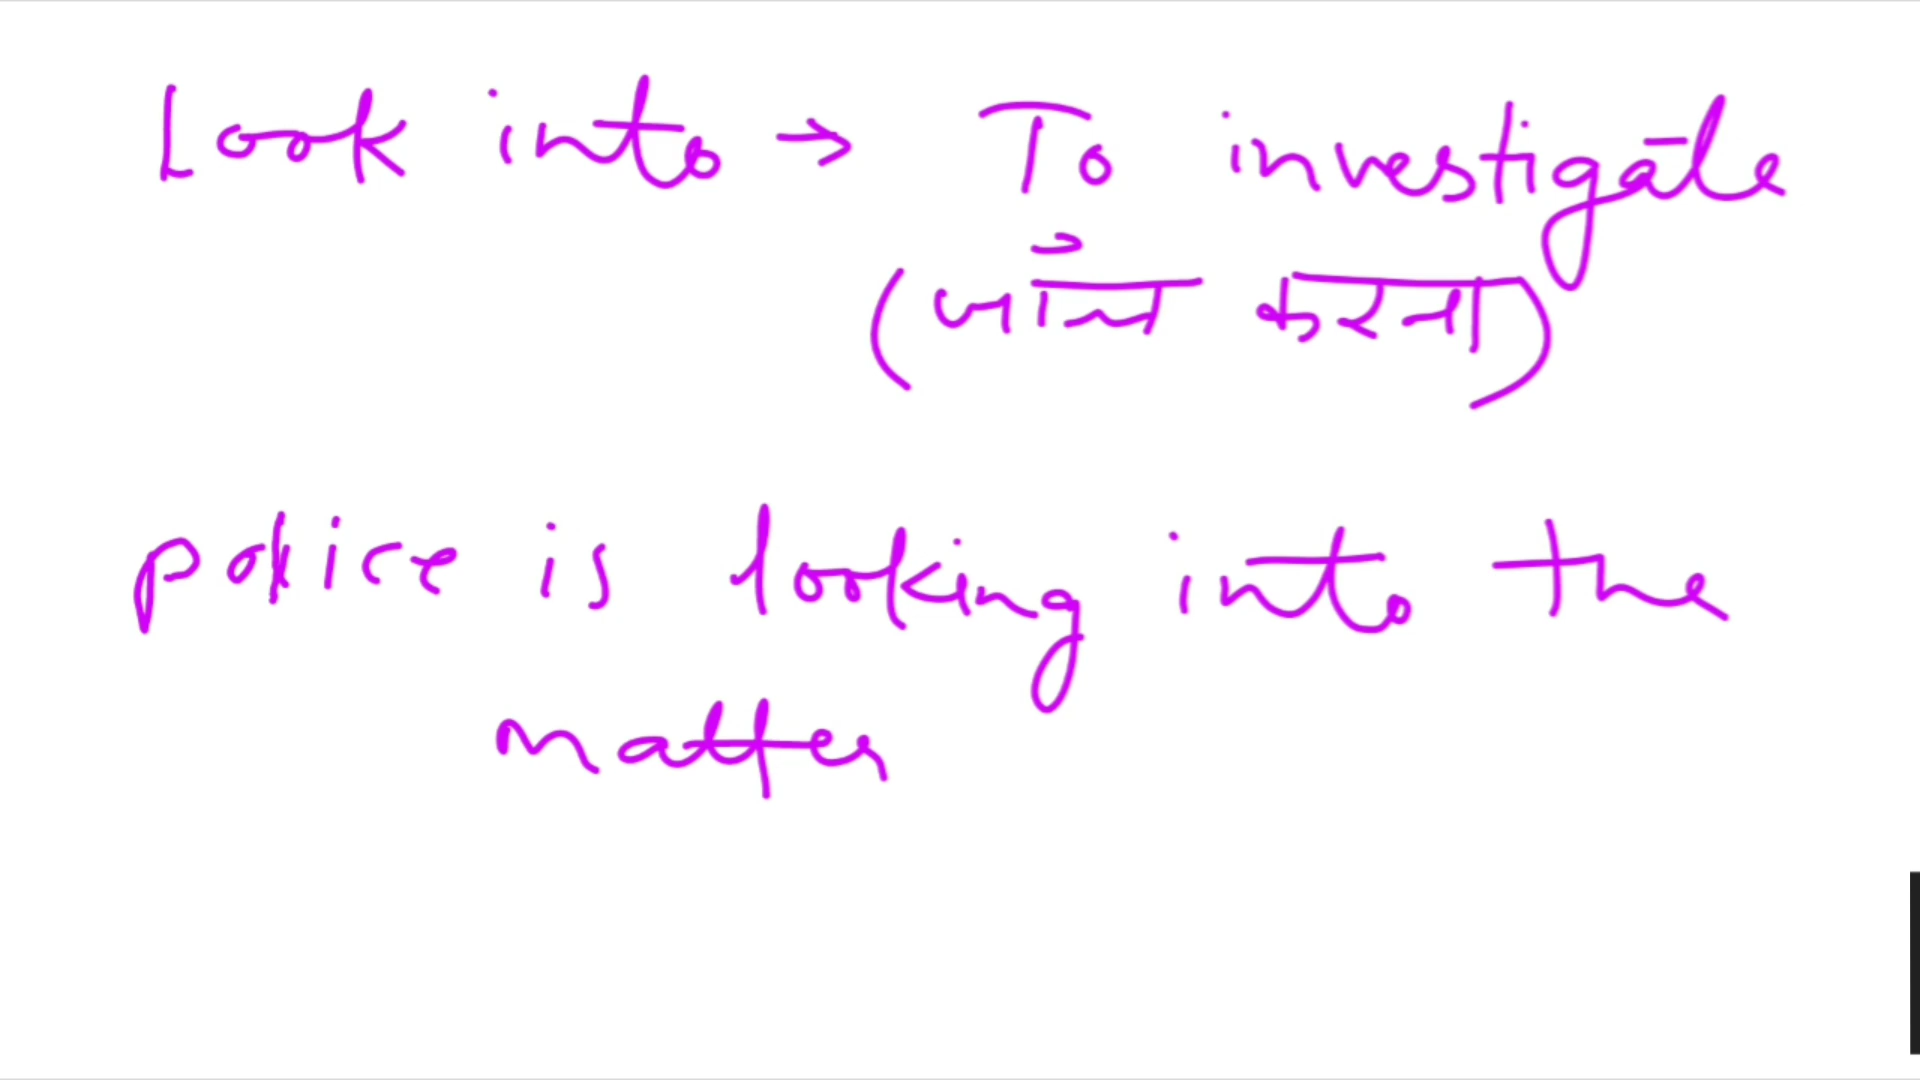 Look into → To investigate
(जाँच करना)
police is looking into the
matter